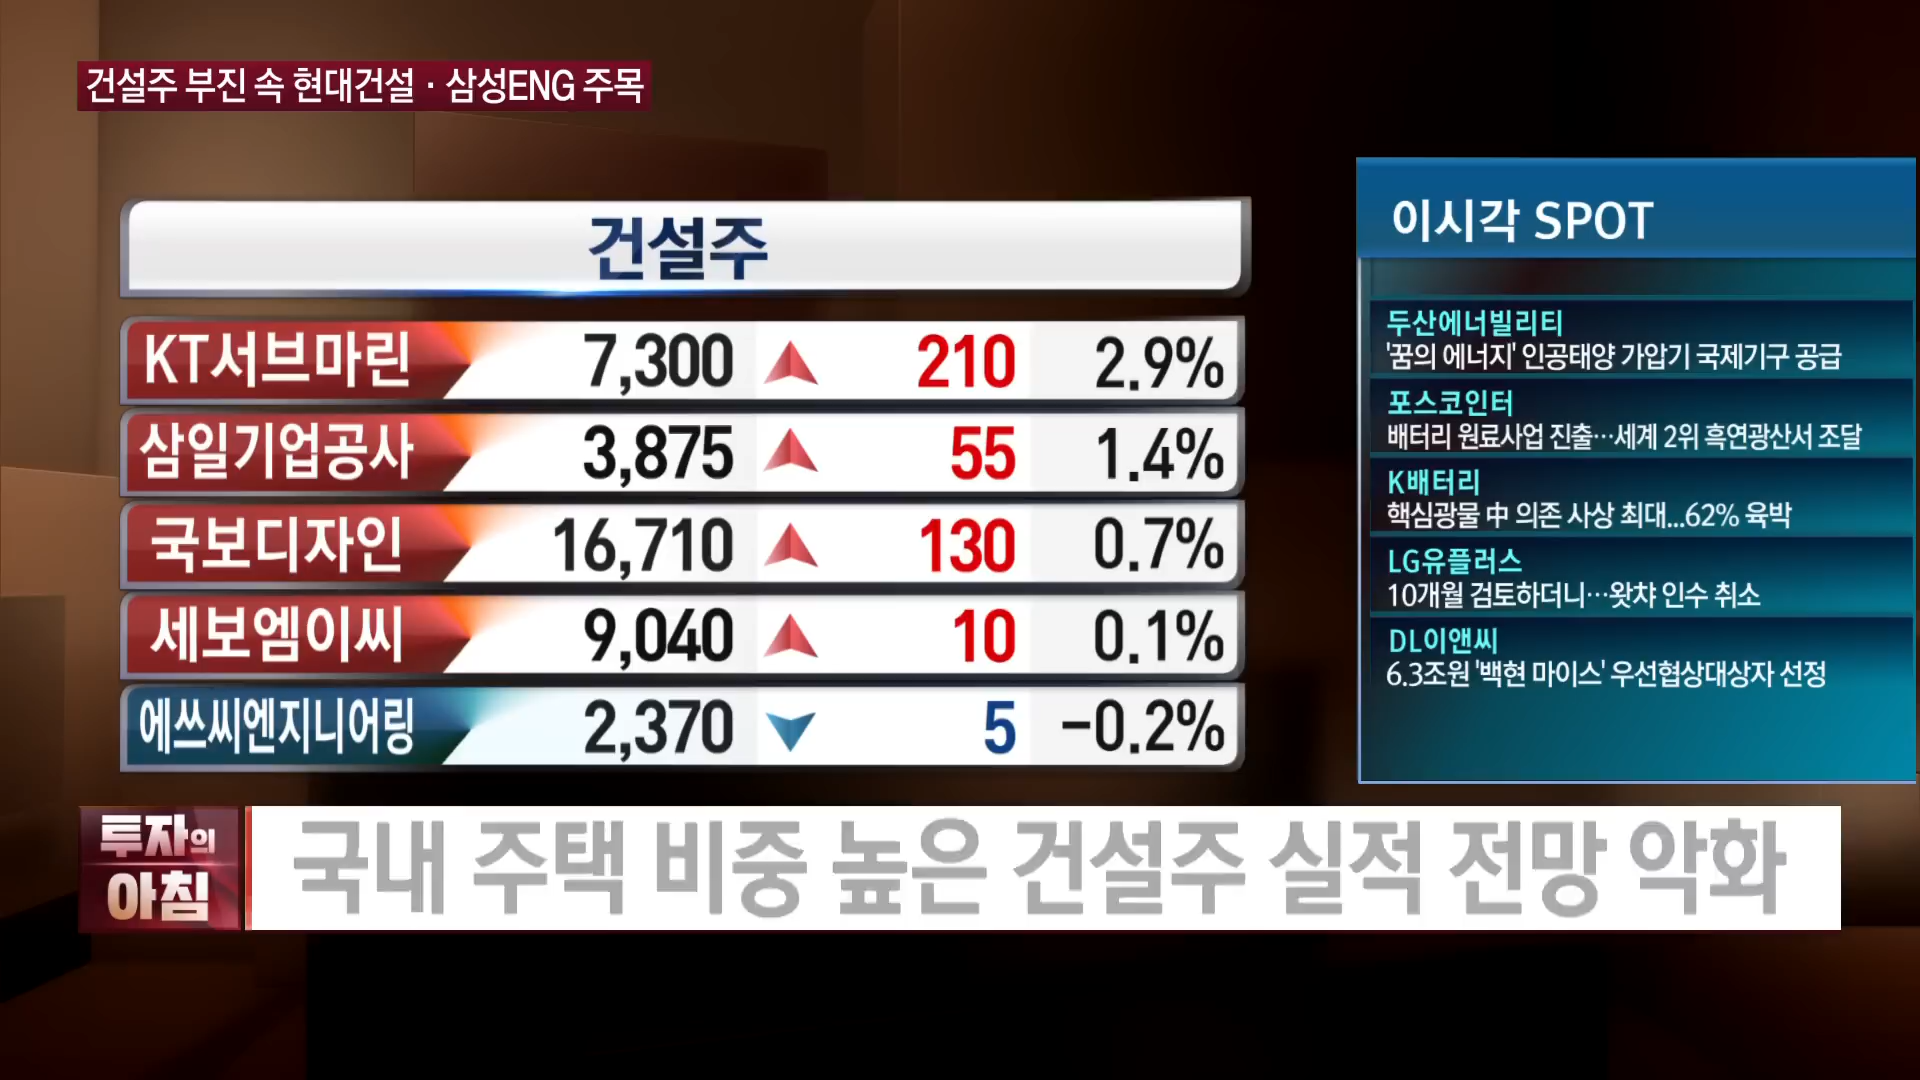 건설주 부진 속 현대건설 · 삼성ENG 주목
건설주
KT서브마린 7,300 ▲ 210 2.9%
삼일기업공사 3,875 ▲ 55 1.4%
국보디자인 16,710 ▲ 130 0.7%
세보엠이씨 9,040 ▲ 10 0.1%
에쓰씨엔지니어링 2,370 ▼ 5 -0.2%
이시각 SPOT
두산에너빌리티
'꿈의 에너지' 인공태양 가압기 국제기구 공급
포스코인터
배터리 원료사업 진출…세계 2위 흑연광산서 조달
K배터리
핵심광물 中 의존 사상 최대...62% 육박
LG유플러스
10개월 검토하더니…왓챠 인수 취소
DL이앤씨
6.3조원 '백현 마이스' 우선협상대상자 선정
투자의
아침
국내 주택 비중 높은 건설주 실적 전망 악화